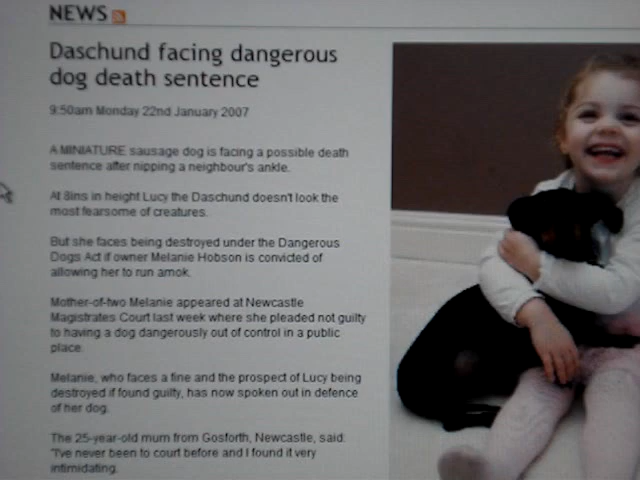 NEWS
Daschund facing dangerous
dog death sentence
9:50am Monday 22nd January 2007
A MINIATURE sausage dog is facing a possible death
sentence after nipping a neighbour's ankle.
At 8ins in height Lucy the Daschund doesn't look the
most fearsome of creatures.
But she faces being destroyed under the Dangerous
Dogs Act if owner Melanie Hobson is convicted of
allowing her to run amok.
Mother-of-two Melanie appeared at Newcastle
Magistrates Court last week where she pleaded not guilty
to having a dog dangerously out of control in a public
place.
Melanie, who faces a fine and the prospect of Lucy being
destroyed if found guilty, has now spoken out in defence
of her dog.
The 25-year-old mum from Gosforth, Newcastle, said:
"I've never been to court before and I found it very
intimidating.